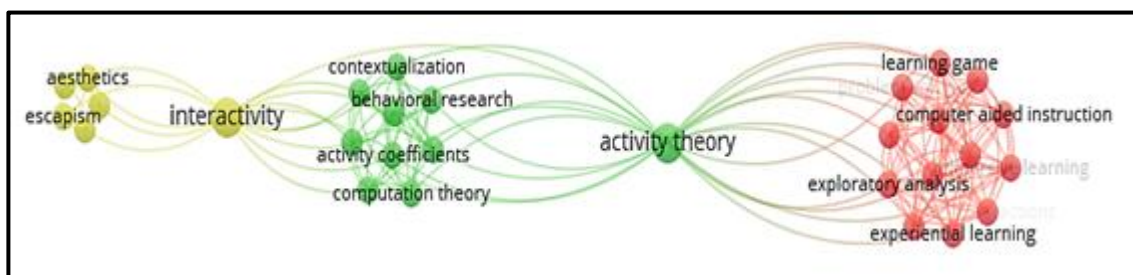 aesthetics
escapism
interactivity
contextualization
behavioral research
activity coefficients
computation theory
activity theory
learning game
computer aided instruction
learning
exploratory analysis
experiential learning